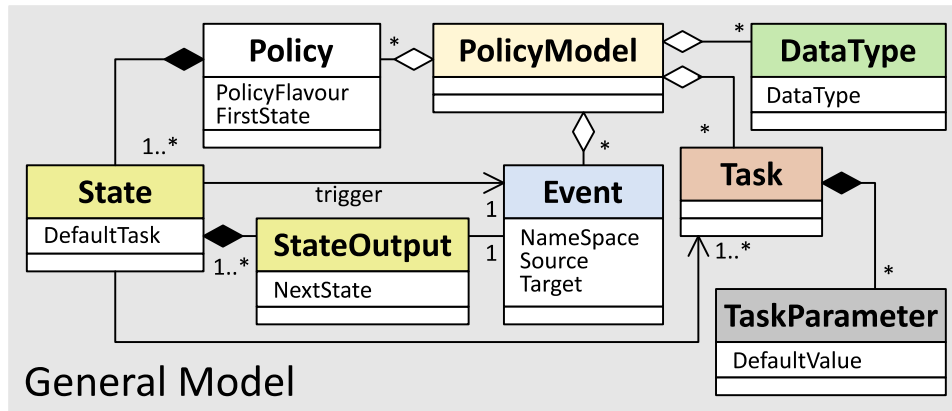 Policy
PolicyFlavour
FirstState
*
PolicyModel
*
DataType
DataType
1..*
*
*
State
DefaultTask
trigger
1
Event
NameSpace
Source
Target
Task
1..*
StateOutput
NextState
1
1..*
*
TaskParameter
DefaultValue
General Model